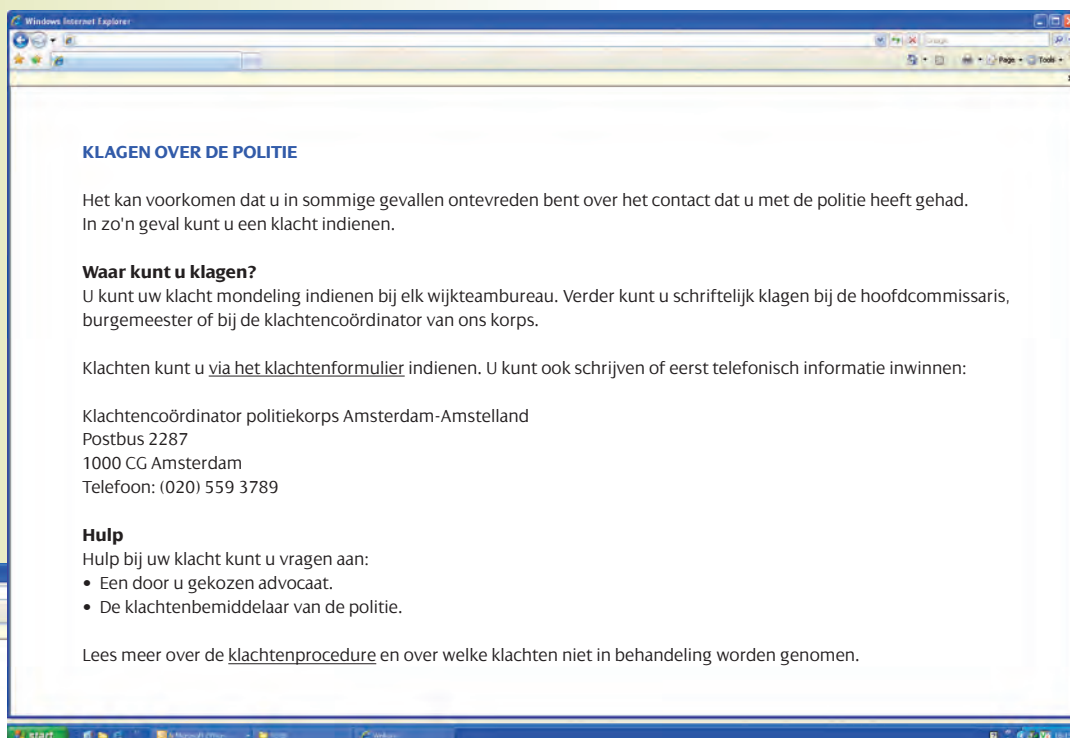 Windows Internet Explorer
Page
Tools
KLAGEN OVER DE POLITIE
Het kan voorkomen dat u in sommige gevallen ontevreden bent over het contact dat u met de politie heeft gehad.
In zo'n geval kunt u een klacht indienen.
Waar kunt u klagen?
U kunt uw klacht mondeling indienen bij elk wijkteambureau. Verder kunt u schriftelijk klagen bij de hoofdcommissaris,
burgemeester of bij de klachtencoördinator van ons korps.
Klachten kunt u via het klachtenformulier indienen. U kunt ook schrijven of eerst telefonisch informatie inwinnen:
Klachtencoördinator politiekorps Amsterdam-Amstelland
Postbus 2287
1000 CG Amsterdam
Telefoon: (020) 559 3789
Hulp
Hulp bij uw klacht kunt u vragen aan:
• Een door u gekozen advocaat.
• De klachtenbemiddelaar van de politie.
Lees meer over de klachtenprocedure en over welke klachten niet in behandeling worden genomen.
start